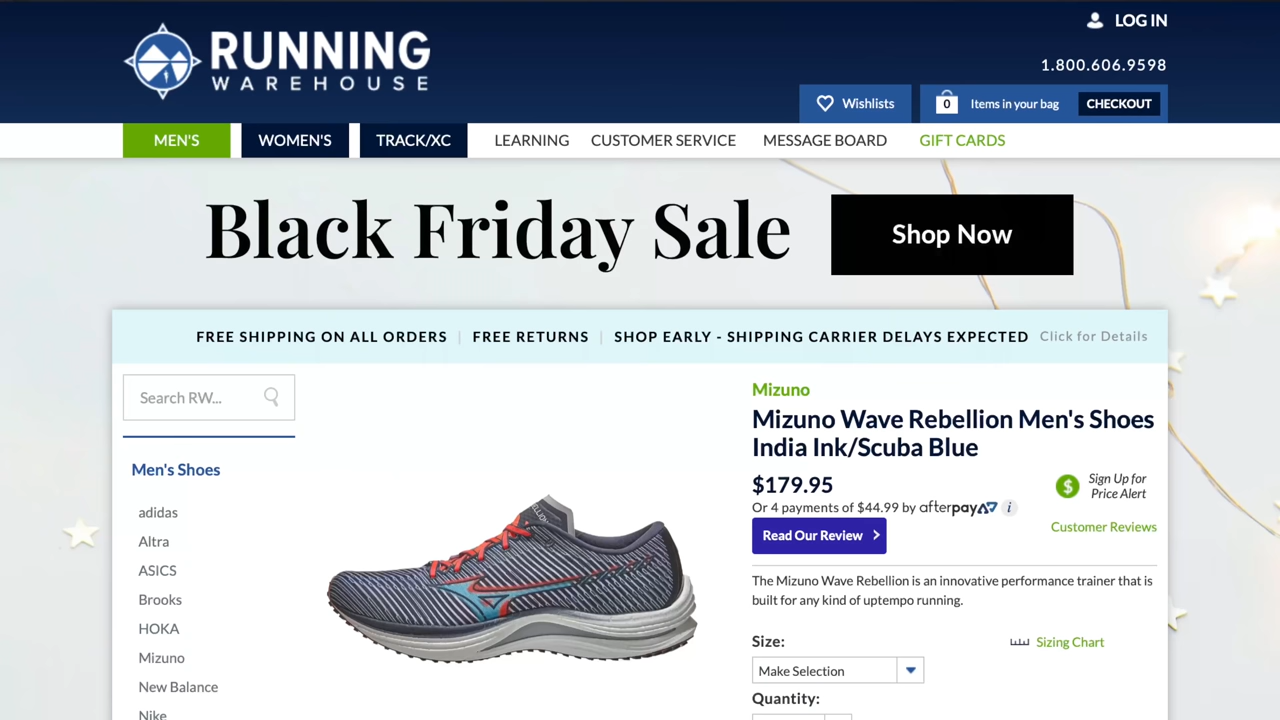 LOG IN
RUNNING
WAREHOUSE
1.800.606.9598
Wishlists
0 Items in your bag CHECKOUT
MEN'S WOMEN'S TRACK/XC LEARNING CUSTOMER SERVICE MESSAGE BOARD GIFT CARDS
Black Friday Sale Shop Now
FREE SHIPPING ON ALL ORDERS | FREE RETURNS | SHOP EARLY - SHIPPING CARRIER DELAYS EXPECTED Click for Details
Search RW...
Men's Shoes
adidas
Altra
ASICS
Brooks
HOKA
Mizuno
New Balance
Nike
Mizuno
Mizuno Wave Rebellion Men's Shoes
India Ink/Scuba Blue
$179.95
Or 4 payments of $44.99 by afterpay i
Read Our Review >
$ Sign Up for
Price Alert
Customer Reviews
The Mizuno Wave Rebellion is an innovative performance trainer that is
built for any kind of uptempo running.
Size:
Sizing Chart
Make Selection
Quantity: